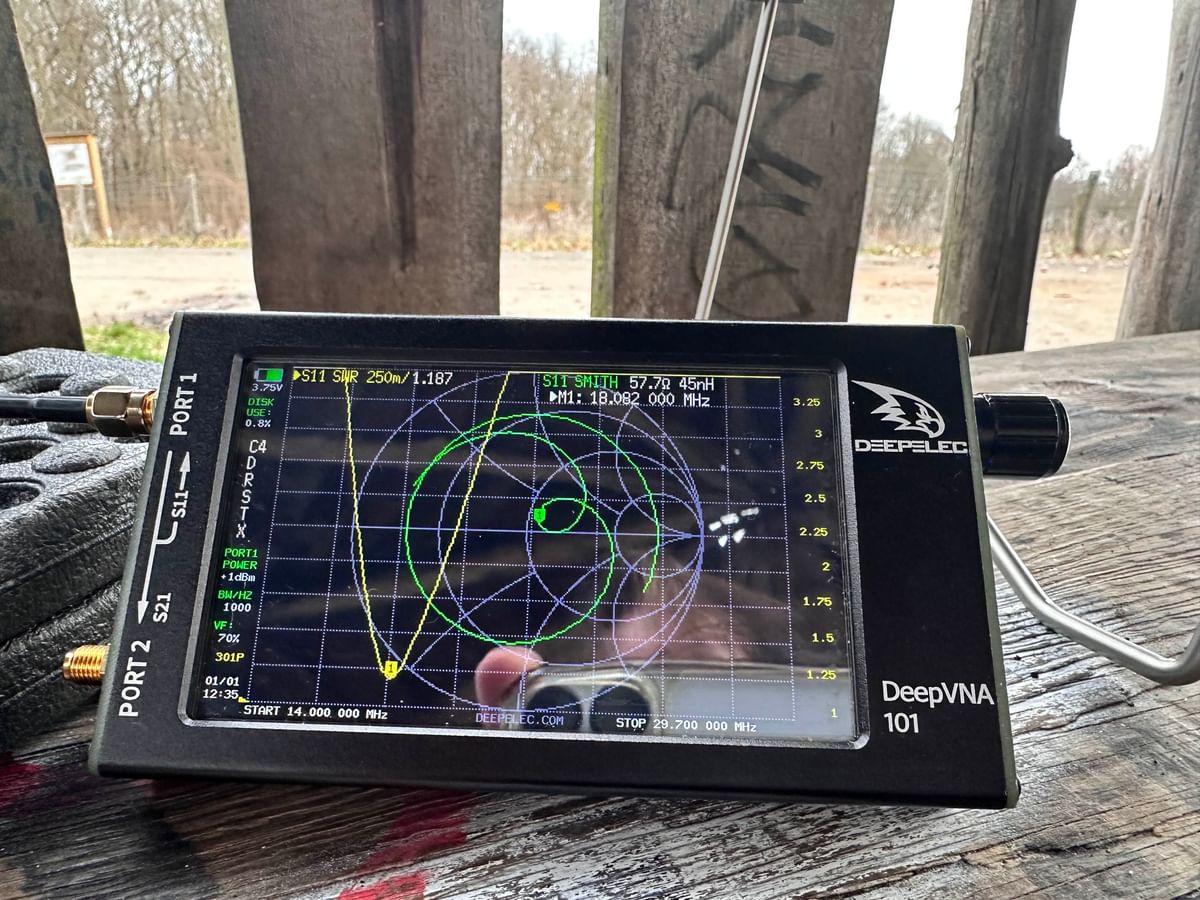 S11 SWR 250m/1.187
S11 SMITH 57.7Ω 45nH
M1: 18.082 000 MHz
3.75V
DISK
USE:
0.8%
C4
D
R
S
T
X
PORT1
POWER
+1dBm
BW/HZ
1000
VF:
70%
301P
01/01
12:35
1
1
3.25
3
2.75
2.5
2.25
2
1.75
1.5
1.25
1
START 14.000 000 MHz
DEEPELEC.COM
STOP 29.700 000 MHz
PORT 1
S11
S21
PORT 2
DEEPELEC
DeepVNA
101